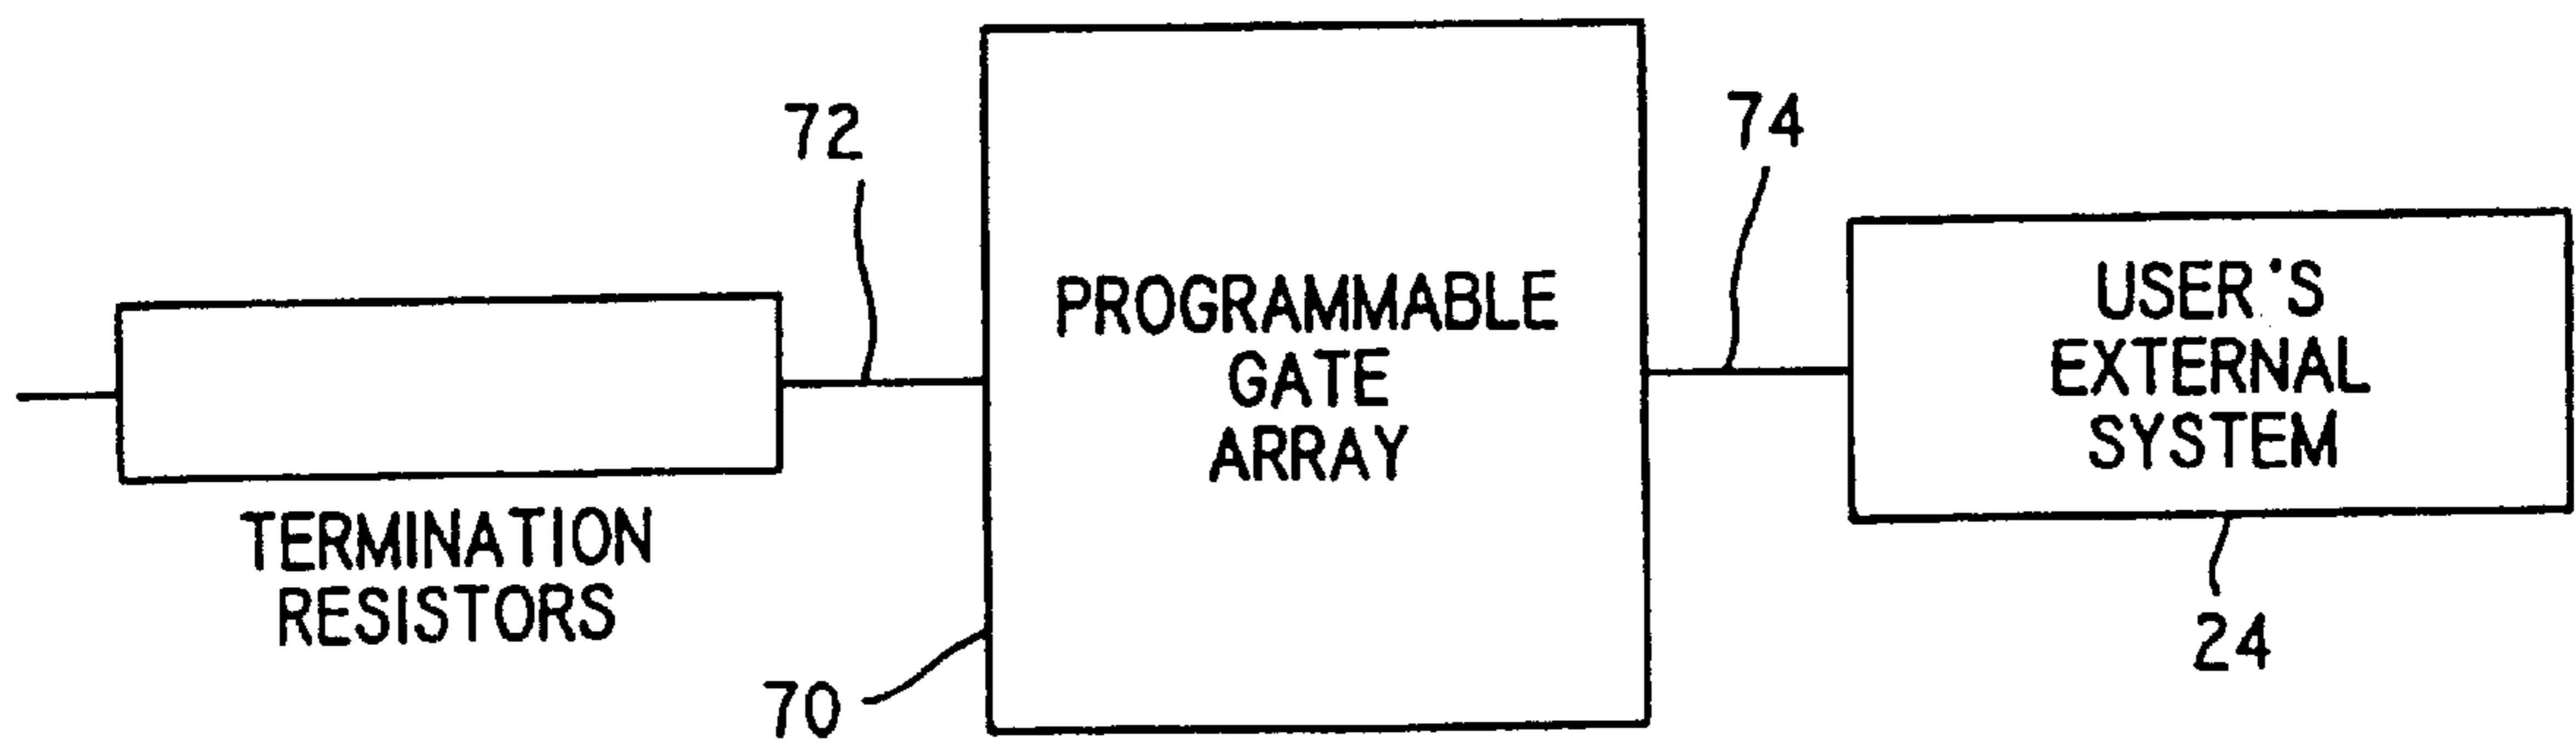 72
74
PROGRAMMABLE
GATE
ARRAY
USER'S
EXTERNAL
SYSTEM
TERMINATION
RESISTORS
70
24